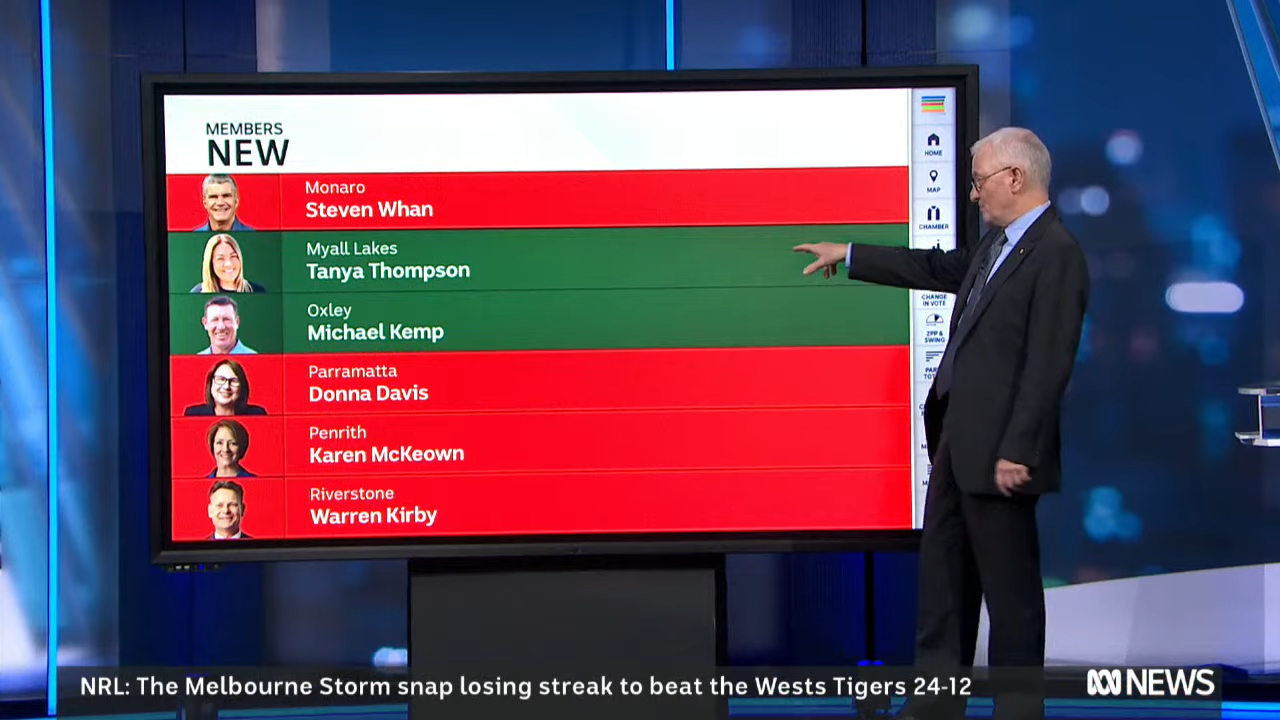 MEMBERS
NEW
Monaro
Steven Whan
Myall Lakes
Tanya Thompson
Oxley
Michael Kemp
Parramatta
Donna Davis
Penrith
Karen McKeown
Riverstone
Warren Kirby
HOME
MAP
CHAMBER
CHANGE
IN VOTE
2PP &
SWING
NRL: The Melbourne Storm snap losing streak to beat the Wests Tigers 24-12
NEWS